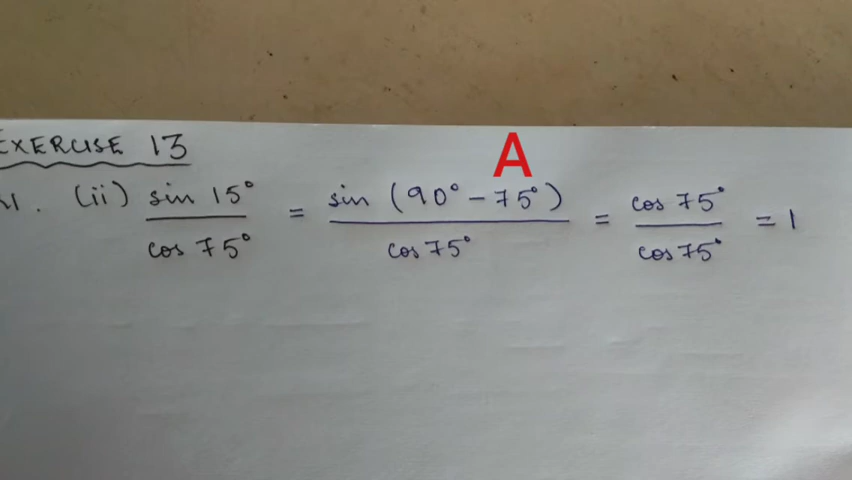 EXERCISE 13
A
1. (ii) sin 15° / cos 75° = sin (90° - 75°) / cos 75° = cos 75° / cos 75° = 1